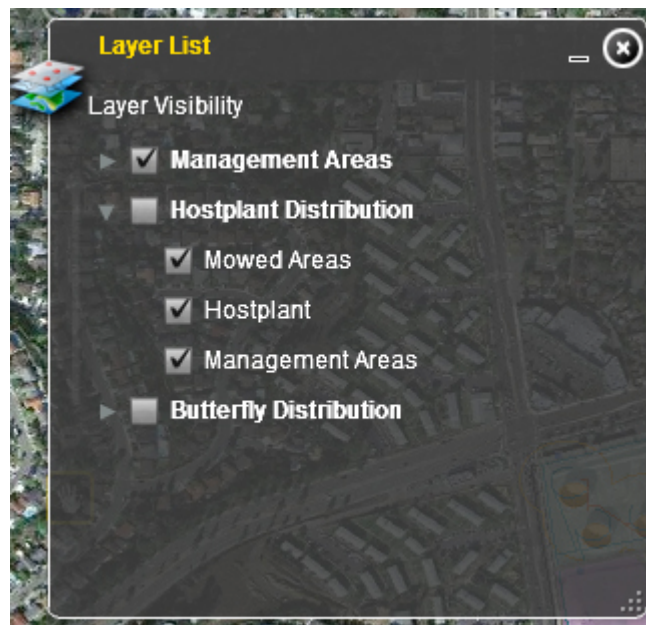 Layer List
Layer Visibility
Management Areas
Hostplant Distribution
Mowed Areas
Hostplant
Management Areas
Butterfly Distribution